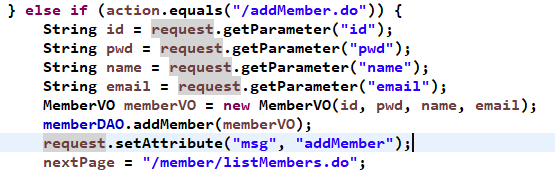 } else if (action.equals("/addMember.do")) {
String id = request.getParameter("id");
String pwd = request.getParameter("pwd");
String name = request.getParameter("name");
String email = request.getParameter("email");
MemberVO memberVO = new MemberVO(id, pwd, name, email);
memberDAO.addMember(memberVO);
request.setAttribute("msg", "addMember");
nextPage = "/member/listMembers.do";